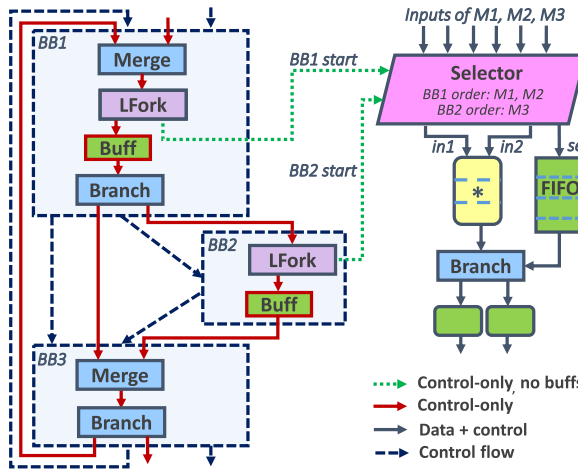 Inputs of M1, M2, M3
BB1
Merge
LFork
Buff
Branch
BB1 start
BB2 start
Selector
BB1 order: M1, M2
BB2 order: M3
in1
in2
*
FIFO
Branch
BB2
LFork
Buff
BB3
Merge
Branch
Control-only, no buffs
Control-only
Data + control
Control flow